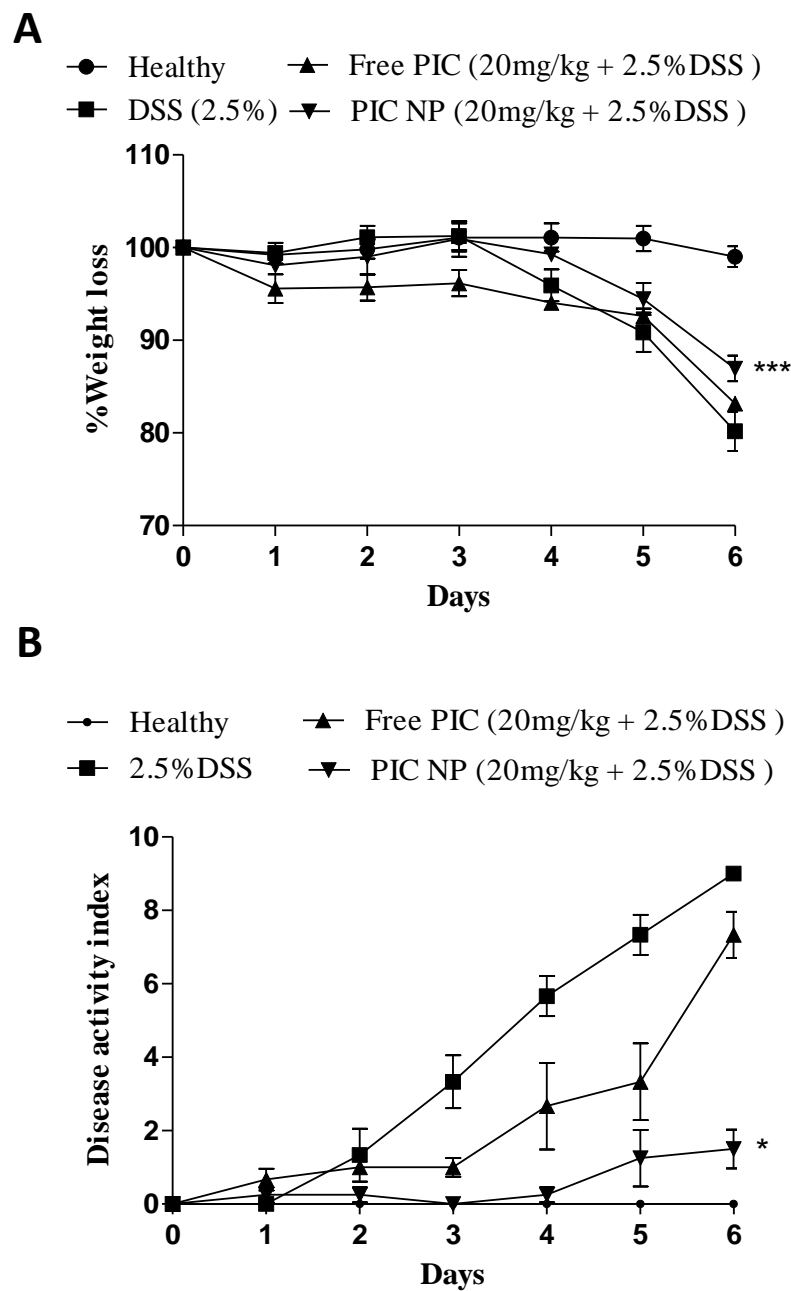 A
Healthy
Free PIC (20mg/kg + 2.5%DSS )
DSS (2.5%)
PIC NP (20mg/kg + 2.5%DSS )
110
100
90
80
70
%Weight loss
***
0 1 2 3 4 5 6
Days
B
Healthy
Free PIC (20mg/kg + 2.5%DSS )
2.5%DSS
PIC NP (20mg/kg + 2.5%DSS )
10
8
6
4
2
0
Disease activity index
*
0 1 2 3 4 5 6
Days